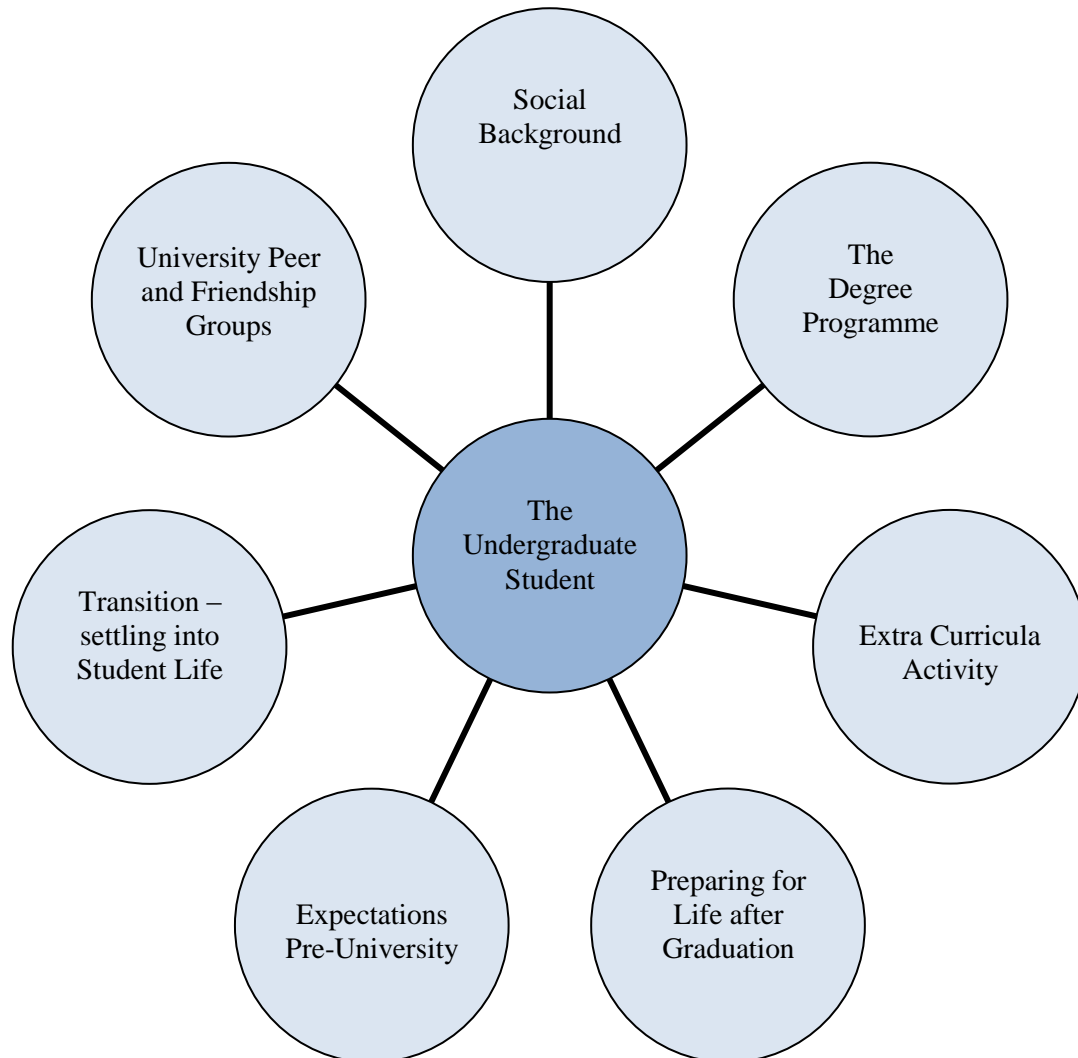 Social
Background
University Peer
and Friendship
Groups
The
Degree
Programme
The
Undergraduate
Student
Transition –
settling into
Student Life
Extra Curricula
Activity
Expectations
Pre-University
Preparing for
Life after
Graduation